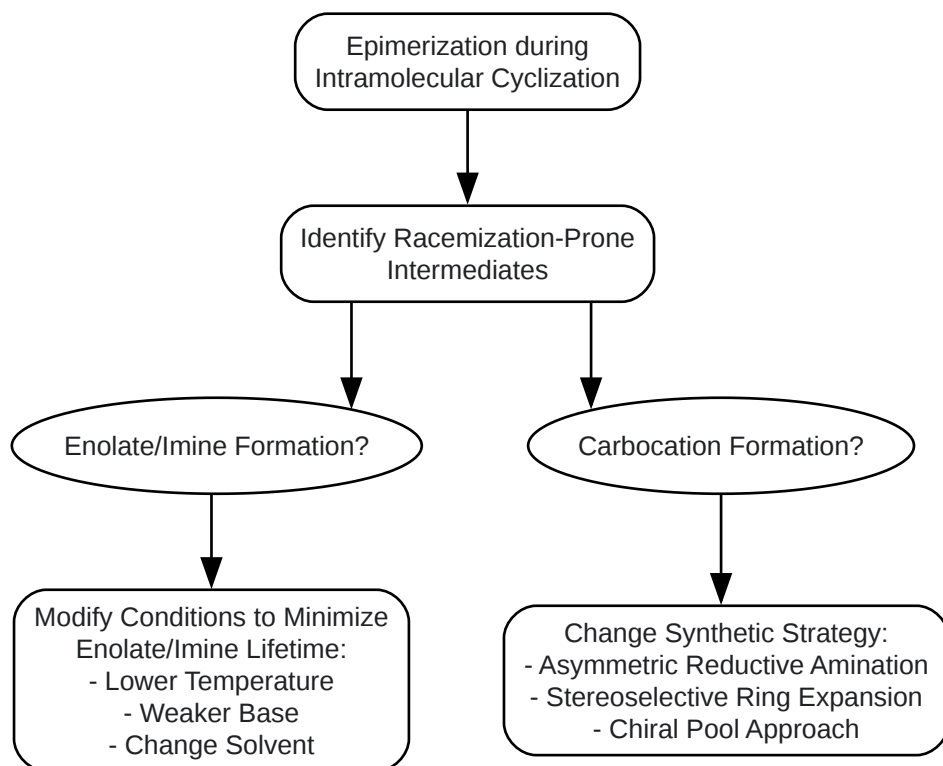 Epimerization during
Intramolecular Cyclization
Identify Racemization-Prone
Intermediates
Enolate/Imine Formation?
Carbocation Formation?
Modify Conditions to Minimize
Enolate/Imine Lifetime:
- Lower Temperature
- Weaker Base
- Change Solvent
Change Synthetic Strategy:
- Asymmetric Reductive Amination
- Stereoselective Ring Expansion
- Chiral Pool Approach